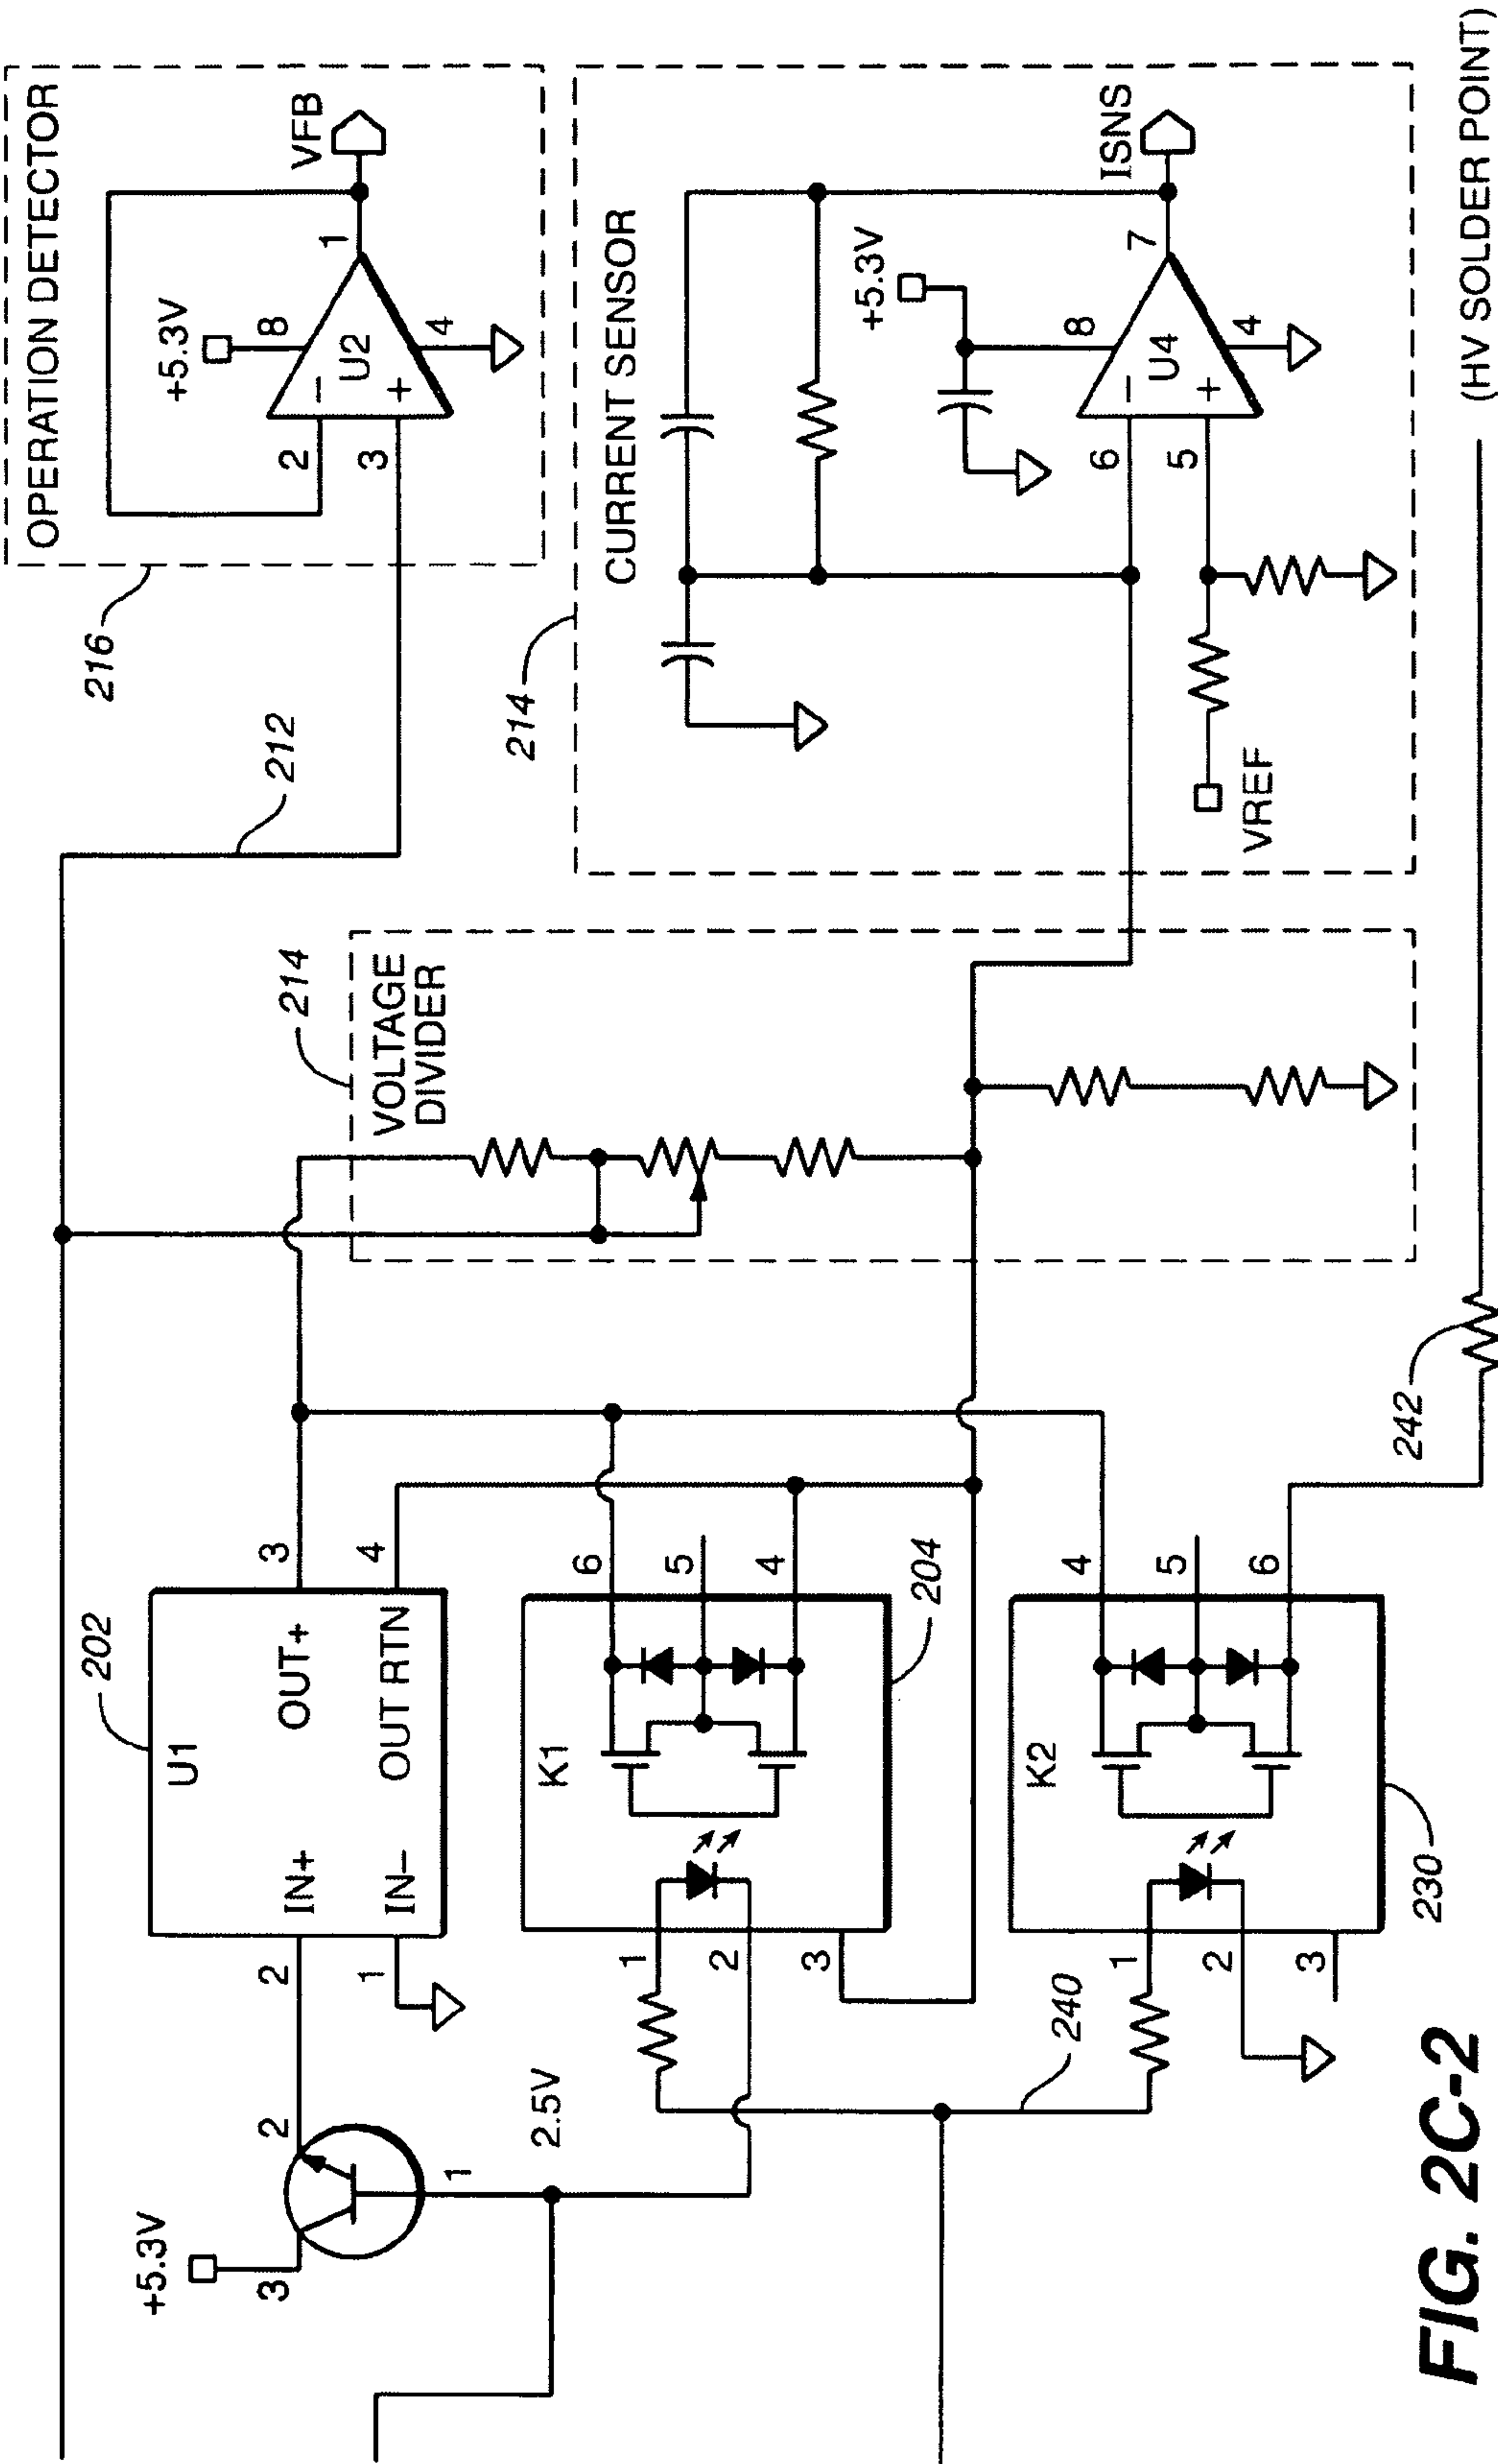 OPERATION DETECTOR
216
+5.3V
8
2
3
U2
1
4
VFB
212
214
CURRENT SENSOR
+5.3V
8
6
5
U4
7
4
ISNS
VREF
214
VOLTAGE
DIVIDER
202
U1
IN+
IN−
OUT+
OUT RTN
2
1
3
4
+5.3V
3
2
1
2.5V
K1
1
2
3
6
5
4
204
240
K2
1
2
3
4
5
6
230
242
(HV SOLDER POINT)
FIG. 2C-2